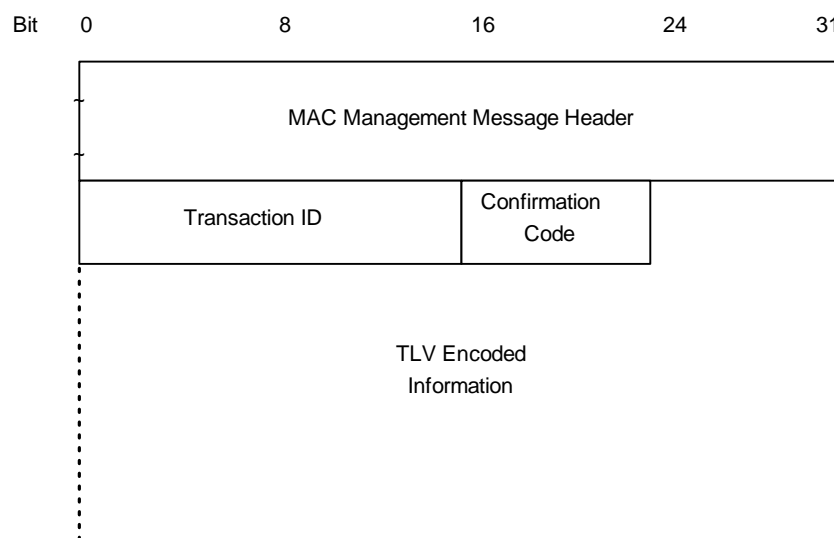 Bit 0 8 16 24 31
MAC Management Message Header
Transaction ID
Confirmation
Code
TLV Encoded
Information